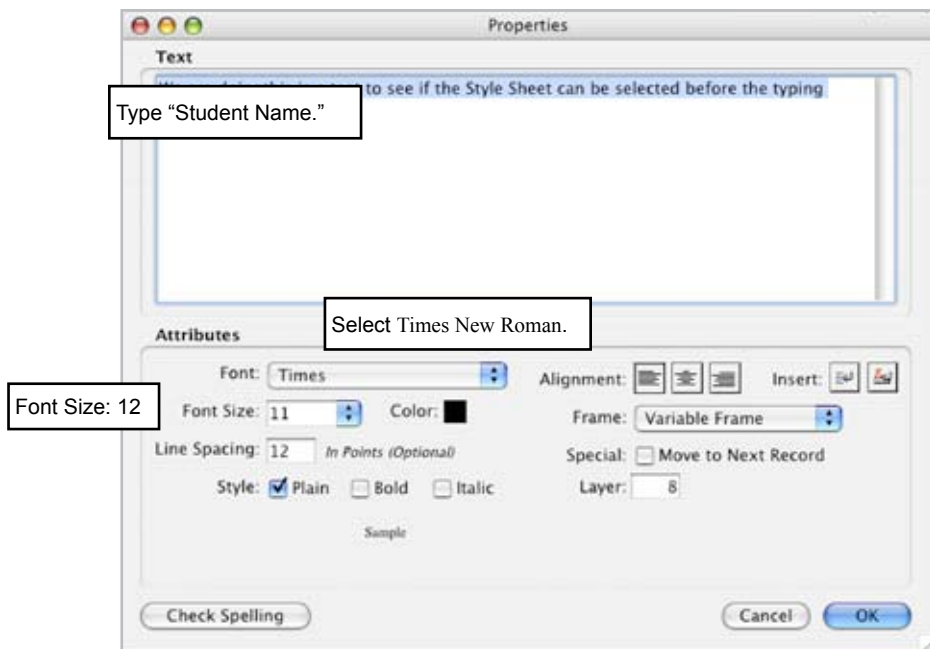 Properties
Text
to see if the Style Sheet can be selected before the typing
Type “Student Name.”
Select Times New Roman.
Attributes
Font: Times
Alignment:
Insert:
Font Size: 12
Font Size: 11
Color:
Frame: Variable Frame
Line Spacing: 12 In Points (Optional)
Special: Move to Next Record
Style: Plain Bold Italic
Layer: 8
Sample
Check Spelling
Cancel
OK